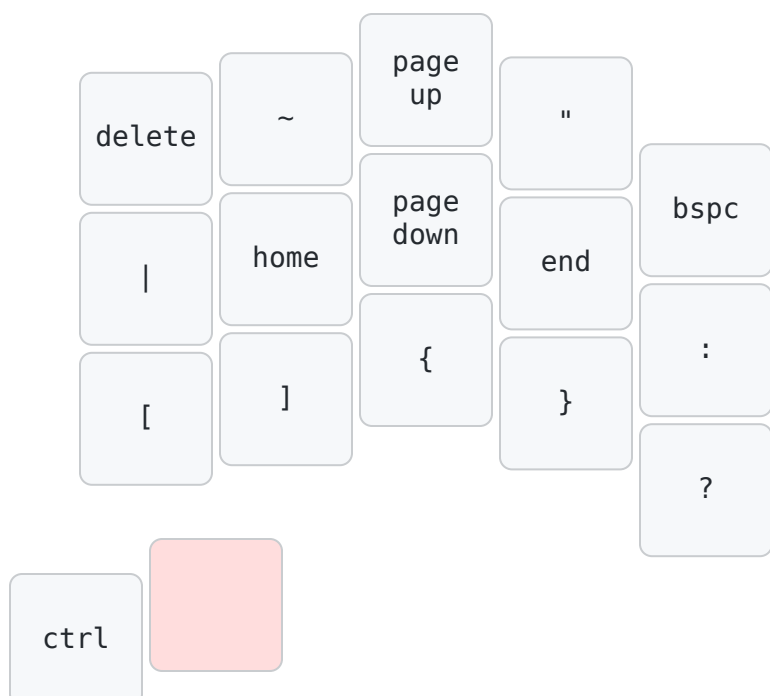 delete
~
page
up
"
bspc
|
home
page
down
end
:
[
]
{
}
?
ctrl